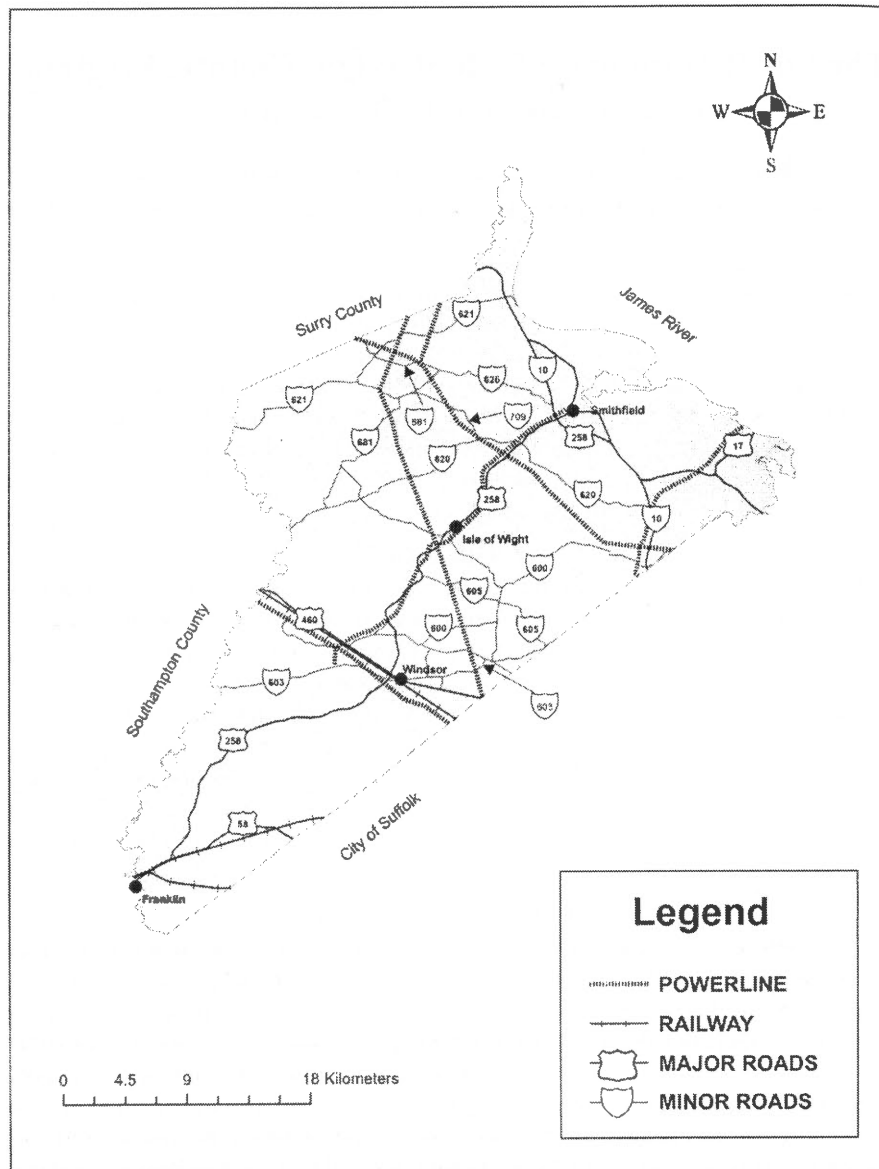 N
W
E
S
James River
Surry County
621
10
626
621
581
709
Smithfield
681
258
17
620
258
620
10
Isle of Wight
600
605
460
600
605
Windsor
603
603
Southampton County
258
58
City of Suffolk
Franklin
Legend
POWERLINE
RAILWAY
MAJOR ROADS
MINOR ROADS
0 4.5 9 18 Kilometers